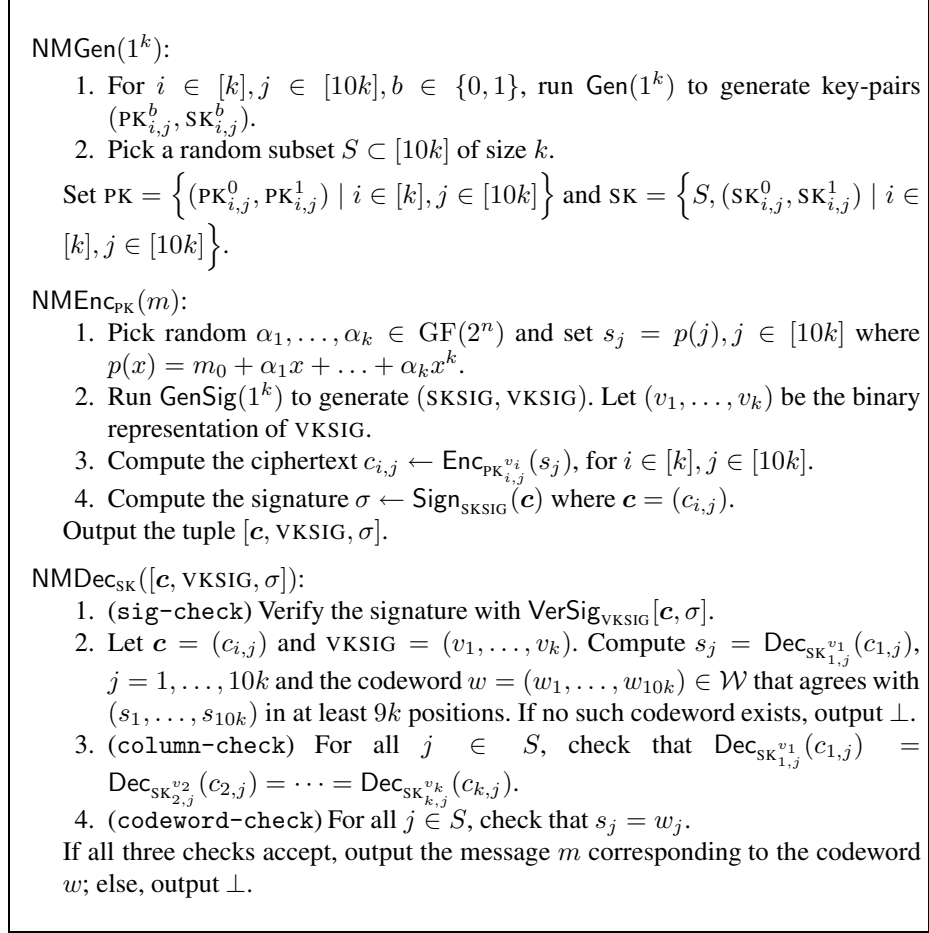 NMGen(1^k):
1. For i ∈ [k], j ∈ [10k], b ∈ {0, 1}, run Gen(1^k) to generate key-pairs
(PK^b_{i,j}, SK^b_{i,j}).
2. Pick a random subset S ⊂ [10k] of size k.
Set PK = {(PK^0_{i,j}, PK^1_{i,j}) | i ∈ [k], j ∈ [10k]} and SK = {S, (SK^0_{i,j}, SK^1_{i,j}) | i ∈
[k], j ∈ [10k]}.
NMEnc_{PK}(m):
1. Pick random α_1, . . . , α_k ∈ GF(2^n) and set s_j = p(j), j ∈ [10k] where
p(x) = m_0 + α_1x + . . . + α_kx^k.
2. Run GenSig(1^k) to generate (SKSIG, VKSIG). Let (v_1, . . . , v_k) be the binary
representation of VKSIG.
3. Compute the ciphertext c_{i,j} ← Enc_{PK^{v_i}_{i,j}}(s_j), for i ∈ [k], j ∈ [10k].
4. Compute the signature σ ← Sign_{SKSIG}(c) where c = (c_{i,j}).
Output the tuple [c, VKSIG, σ].
NMDec_{SK}([c, VKSIG, σ]):
1. (sig-check) Verify the signature with VerSig_{VKSIG}[c, σ].
2. Let c = (c_{i,j}) and VKSIG = (v_1, . . . , v_k). Compute s_j = Dec_{SK^{v_1}_{1,j}}(c_{1,j}),
j = 1, . . . , 10k and the codeword w = (w_1, . . . , w_{10k}) ∈ W that agrees with
(s_1, . . . , s_{10k}) in at least 9k positions. If no such codeword exists, output ⊥.
3. (column-check) For all j ∈ S, check that Dec_{SK^{v_1}_{1,j}}(c_{1,j}) =
Dec_{SK^{v_2}_{2,j}}(c_{2,j}) = · · · = Dec_{SK^{v_k}_{k,j}}(c_{k,j}).
4. (codeword-check) For all j ∈ S, check that s_j = w_j.
If all three checks accept, output the message m corresponding to the codeword
w; else, output ⊥.